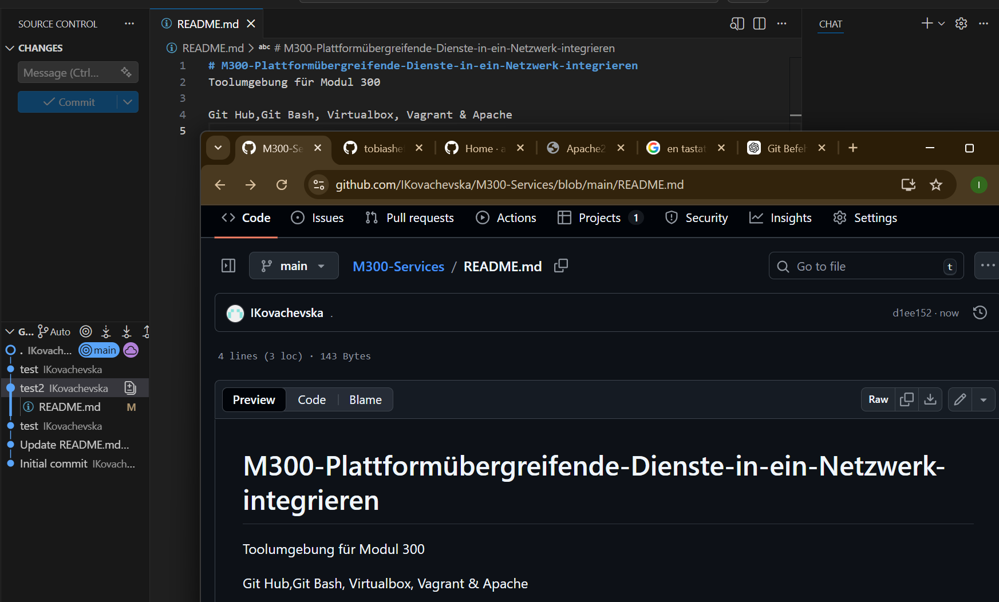 SOURCE CONTROL
CHANGES
Message (Ctrl...
Commit
README.md
CHAT
README.md > abc # M300-Plattformübergreifende-Dienste-in-ein-Netzwerk-integrieren
1 # M300-Plattformübergreifende-Dienste-in-ein-Netzwerk-integrieren
2 Toolumgebung für Modul 300
3
4 Git Hub,Git Bash, Virtualbox, Vagrant & Apache
5
G... Auto
. IKovach... main
test IKovachevska
test2 IKovachevska
README.md M
test IKovachevska
Update README.md...
Initial commit IKovach...
M300-Se
tobiashe
Home · a
Apache2
en tastat
Git Befeh
github.com/IKovachevska/M300-Services/blob/main/README.md
I
Code Issues Pull requests Actions Projects 1 Security Insights Settings
main M300-Services / README.md Go to file t
IKovachevska . d1ee152 · now
4 lines (3 loc) · 143 Bytes
Preview Code Blame Raw
M300-Plattformübergreifende-Dienste-in-ein-Netzwerk-
integrieren
Toolumgebung für Modul 300
Git Hub,Git Bash, Virtualbox, Vagrant & Apache